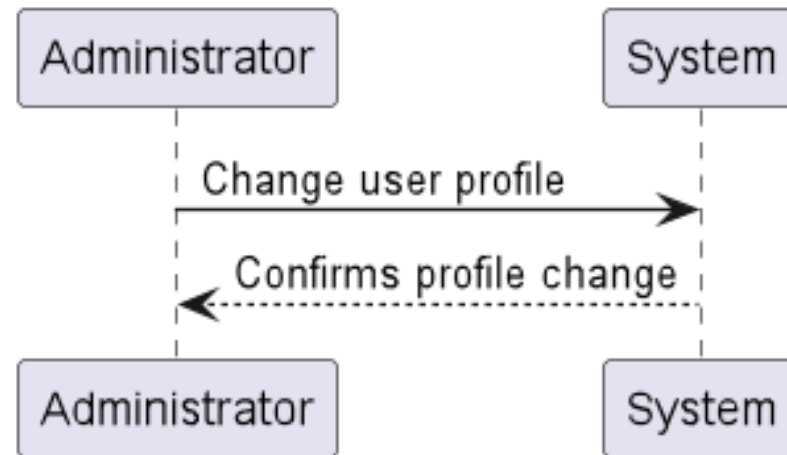 Administrator
System
Change user profile
Confirms profile change
Administrator
System